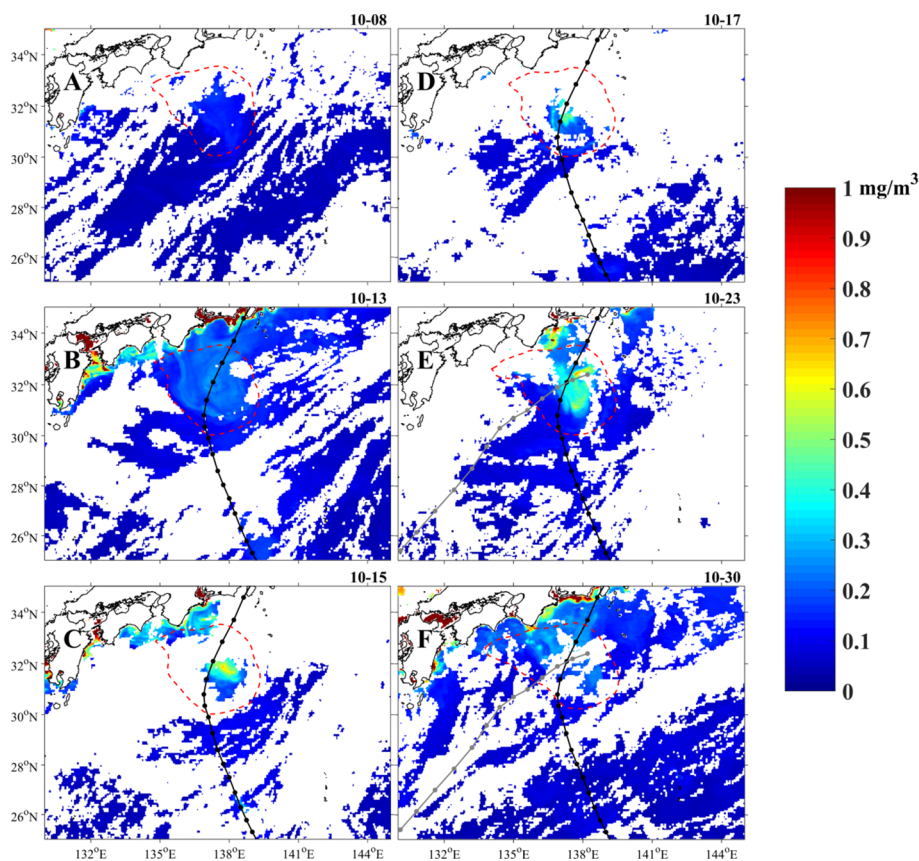 10-08
10-17
34°N
A
D
32°N
30°N
28°N
26°N
10-13
10-23
34°N
B
E
32°N
30°N
28°N
26°N
10-15
10-30
34°N
C
F
32°N
30°N
28°N
26°N
132°E
135°E
138°E
141°E
144°E
132°E
135°E
138°E
141°E
144°E
1 mg/m³
0.9
0.8
0.7
0.6
0.5
0.4
0.3
0.2
0.1
0